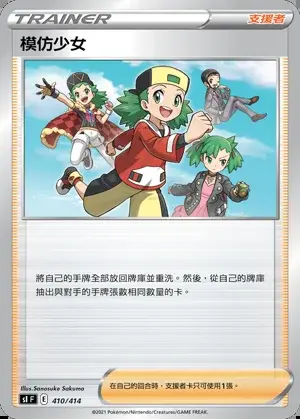 TRAINER 支援者
模仿少女
將自己的手牌全部放回牌庫並重洗。然後,從自己的牌庫
抽出與對手的手牌張數相同數量的卡。
Illus. Sanosuke Sakuma
sI F E 410/414
在自己的回合時,支援者卡只可使用1張。
©2021 Pokémon/Nintendo/Creatures/GAME FREAK.